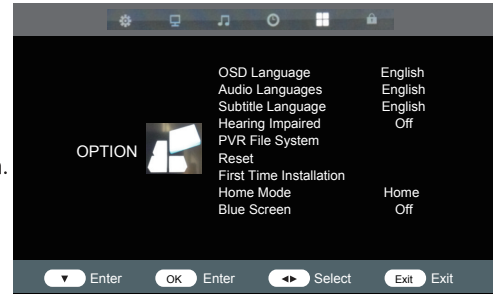 OSD Language English
Audio Languages English
Subtitle Language English
Hearing Impaired Off
PVR File System
OPTION
Reset
First Time Installation
Home Mode Home
Blue Screen Off
▼ Enter OK Enter ◄► Select Exit Exit